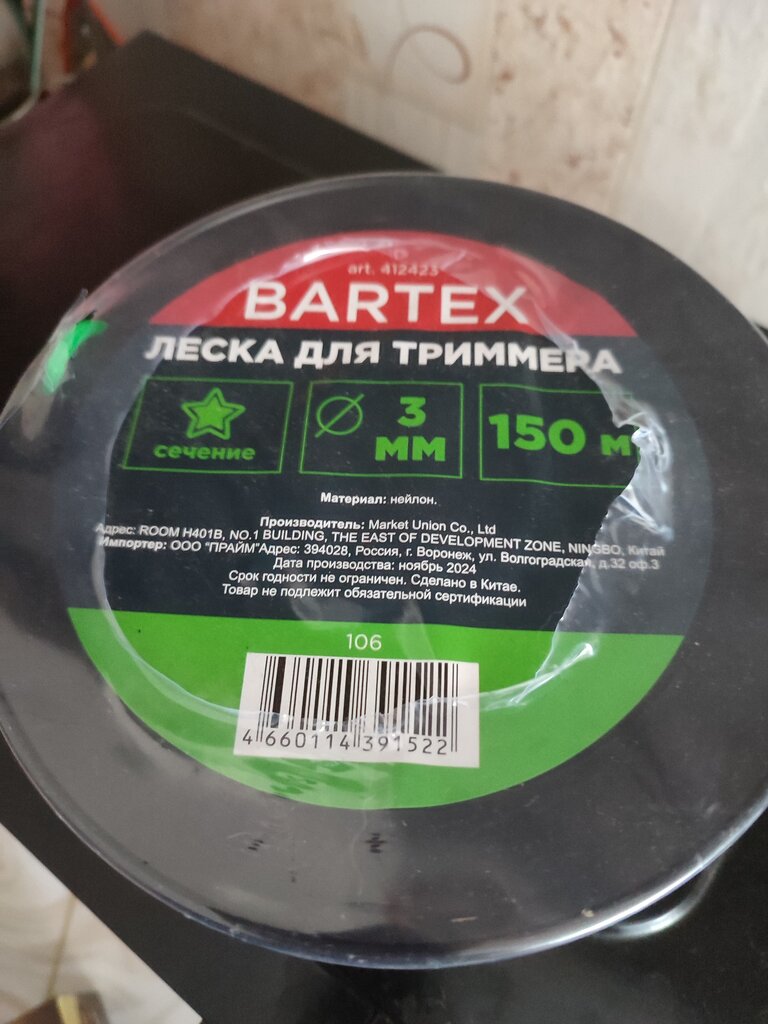 art. 412423
BARTEX
ЛЕСКА ДЛЯ ТРИММЕРА
сечение
3
мм
150 м
Материал: нейлон.
Производитель: Market Union Co., Ltd
Адрес: ROOM H401B, NO.1 BUILDING, THE EAST OF DEVELOPMENT ZONE, NINGBO, Китай
Импортер: ООО "ПРАЙМ"Адрес: 394028, Россия, г. Воронеж, ул. Волгоградская, д.32 оф.3
Дата производства: ноябрь 2024
Срок годности не ограничен. Сделано в Китае.
Товар не подлежит обязательной сертификации
106
4 660114 391522